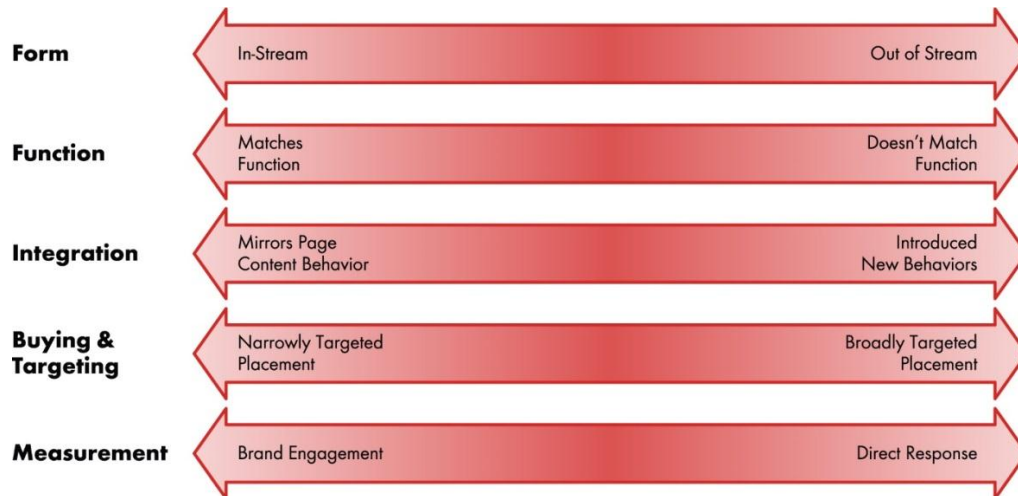 Form
In-Stream
Out of Stream
Function
Matches
Function
Doesn’t Match
Function
Integration
Mirrors Page
Content Behavior
Introduced
New Behaviors
Buying &
Targeting
Narrowly Targeted
Placement
Broadly Targeted
Placement
Measurement
Brand Engagement
Direct Response